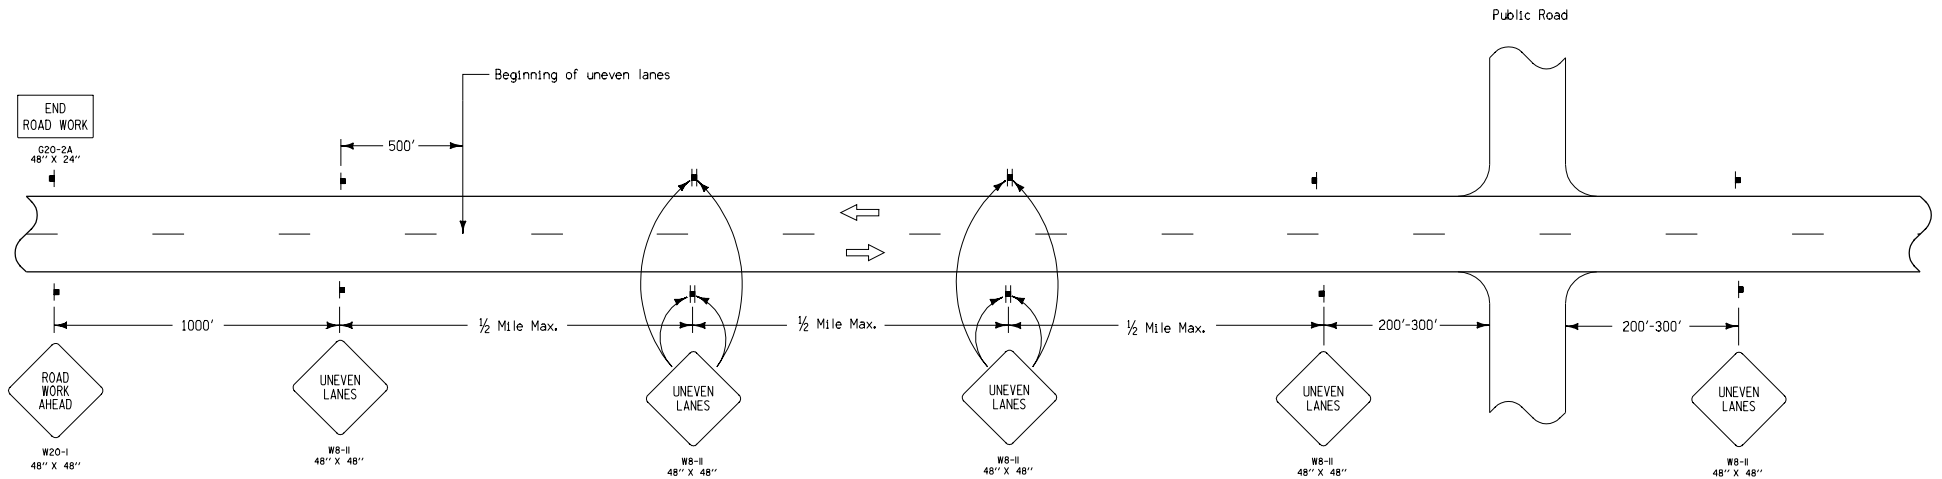 Public Road
Beginning of uneven lanes
END
ROAD WORK
G20-2A
48" X 24"
500'
1000'
½ Mile Max.
½ Mile Max.
½ Mile Max.
200'-300'
200'-300'
ROAD
WORK
AHEAD
W20-1
48" X 48"
UNEVEN
LANES
W8-11
48" X 48"
UNEVEN
LANES
W8-11
48" X 48"
UNEVEN
LANES
W8-11
48" X 48"
UNEVEN
LANES
W8-11
48" X 48"
UNEVEN
LANES
W8-11
48" X 48"